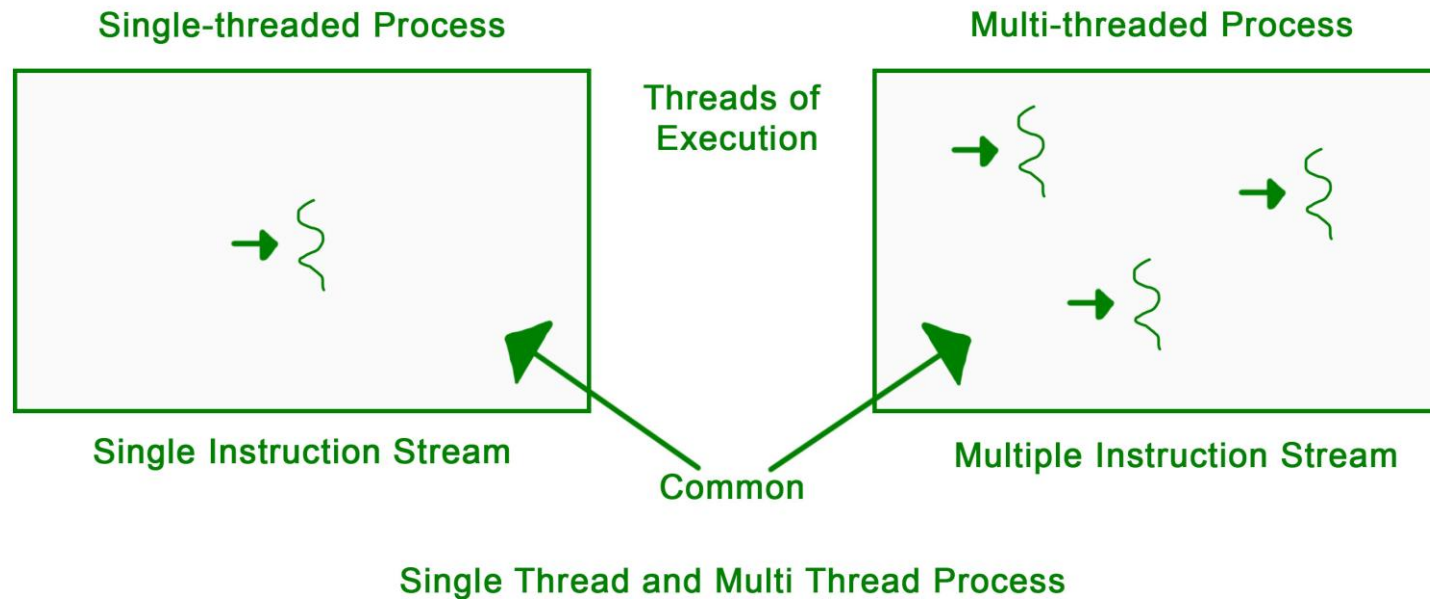 Single-threaded Process
Multi-threaded Process
Threads of
Execution
Single Instruction Stream
Multiple Instruction Stream
Common
Single Thread and Multi Thread Process